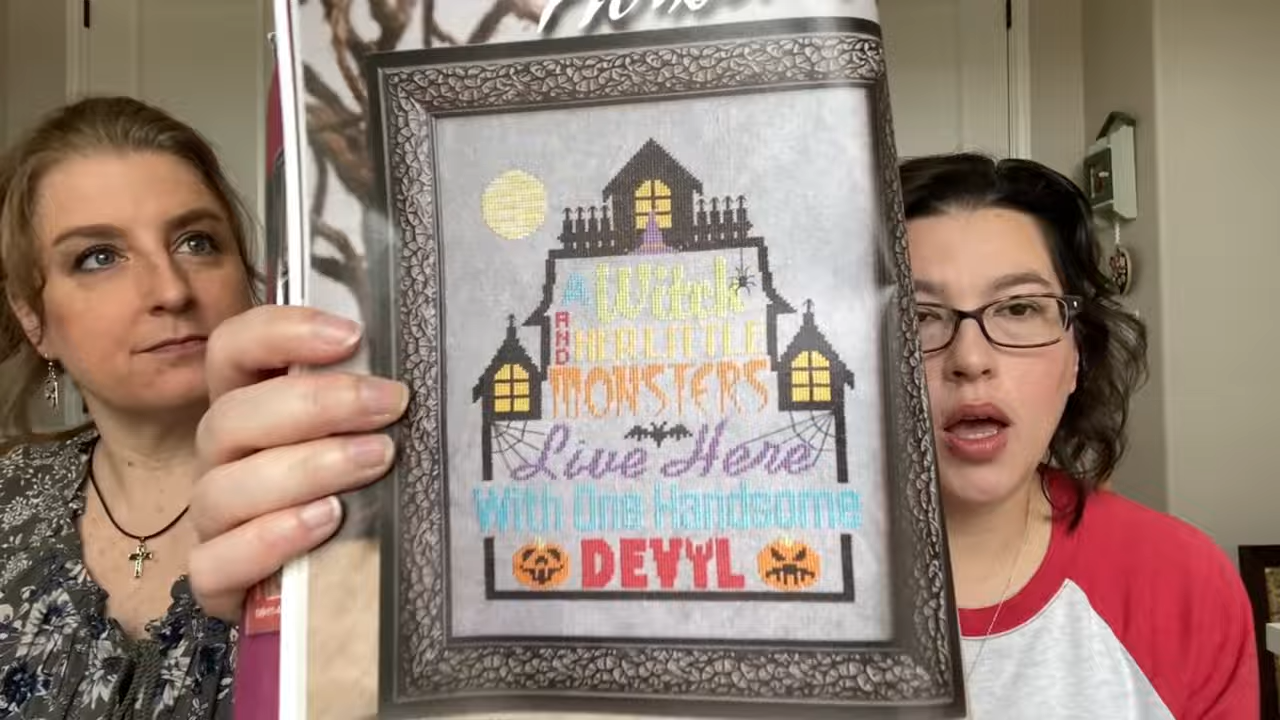 A Witch
AND HER LITTLE
MONSTERS
Live Here
With One Handsome
DEVYL